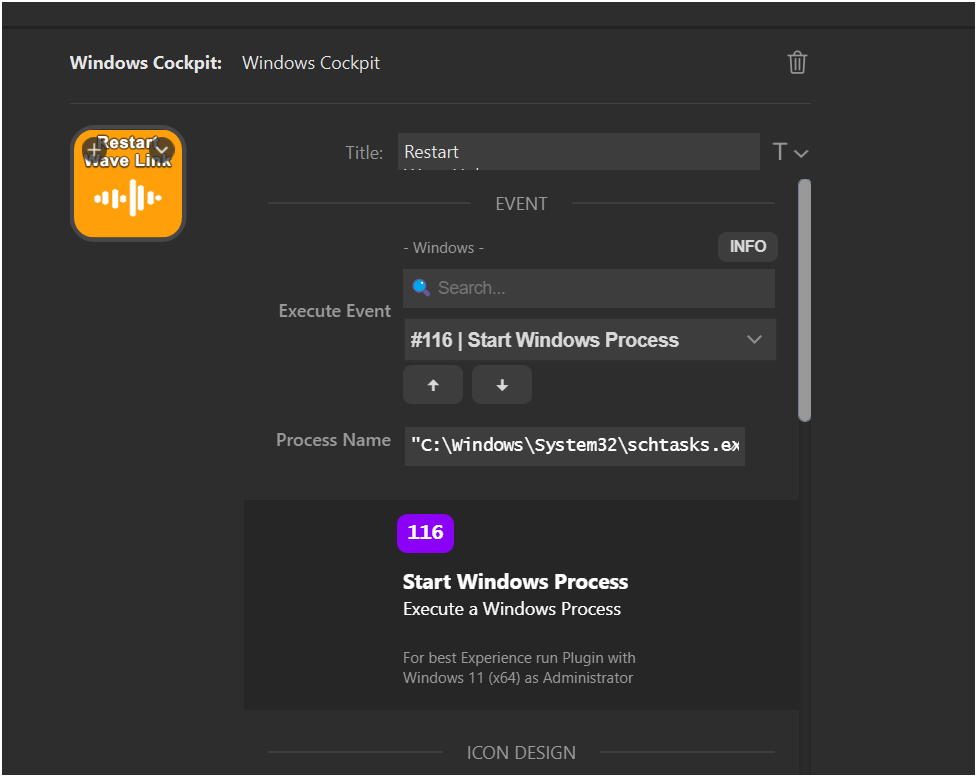 Windows Cockpit: Windows Cockpit
Restart
Wave Link
Title: Restart
T
EVENT
- Windows -
INFO
Search...
Execute Event
#116 | Start Windows Process
Process Name
"C:\Windows\System32\schtasks.ex
116
Start Windows Process
Execute a Windows Process
For best Experience run Plugin with
Windows 11 (x64) as Administrator
ICON DESIGN